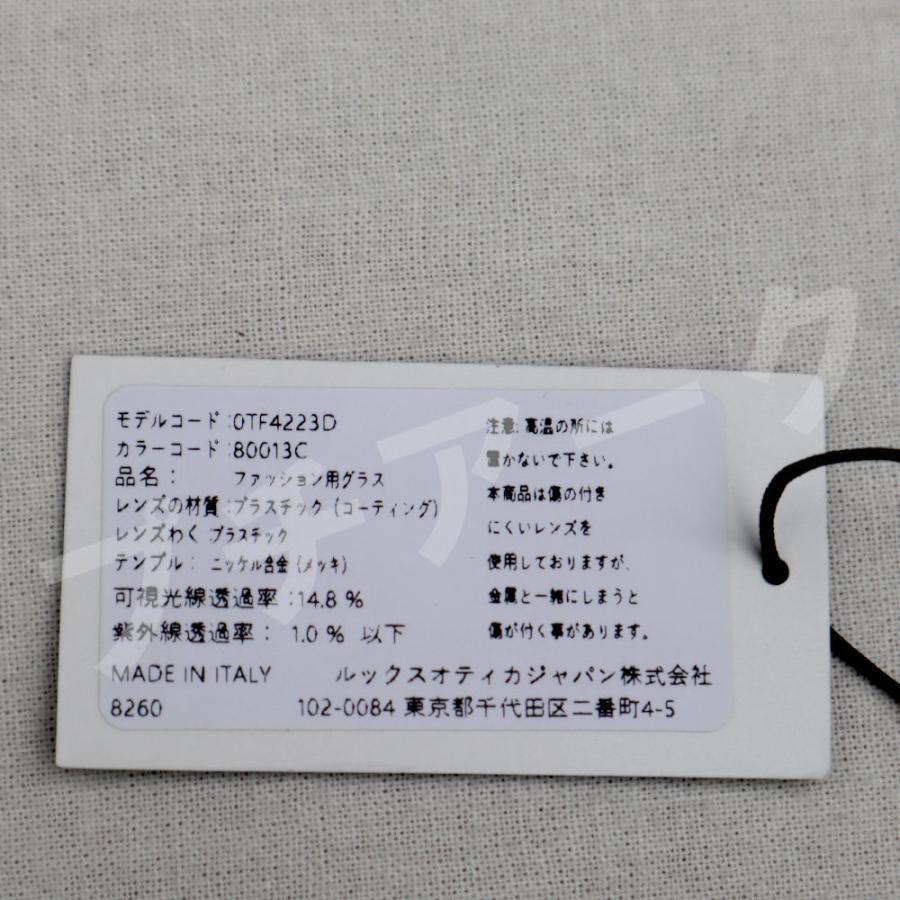 モデルコード:0TF4223D
カラーコード:80013C
品名: ファッション用グラス
レンズの材質:プラスチック(コーティング)
レンズわく プラスチック
テンプル: ニッケル合金(メッキ)
可視光線透過率:14.8 %
紫外線透過率: 1.0 % 以下
注意:高温の所には
置かないで下さい。
本商品は傷の付き
にくいレンズを
使用しておりますが、
金属と一緒にしまうと
傷が付く事があります。
MADE IN ITALY ルックスオティカジャパン株式会社
8260 102-0084 東京都千代田区二番町4-5
プチアーク